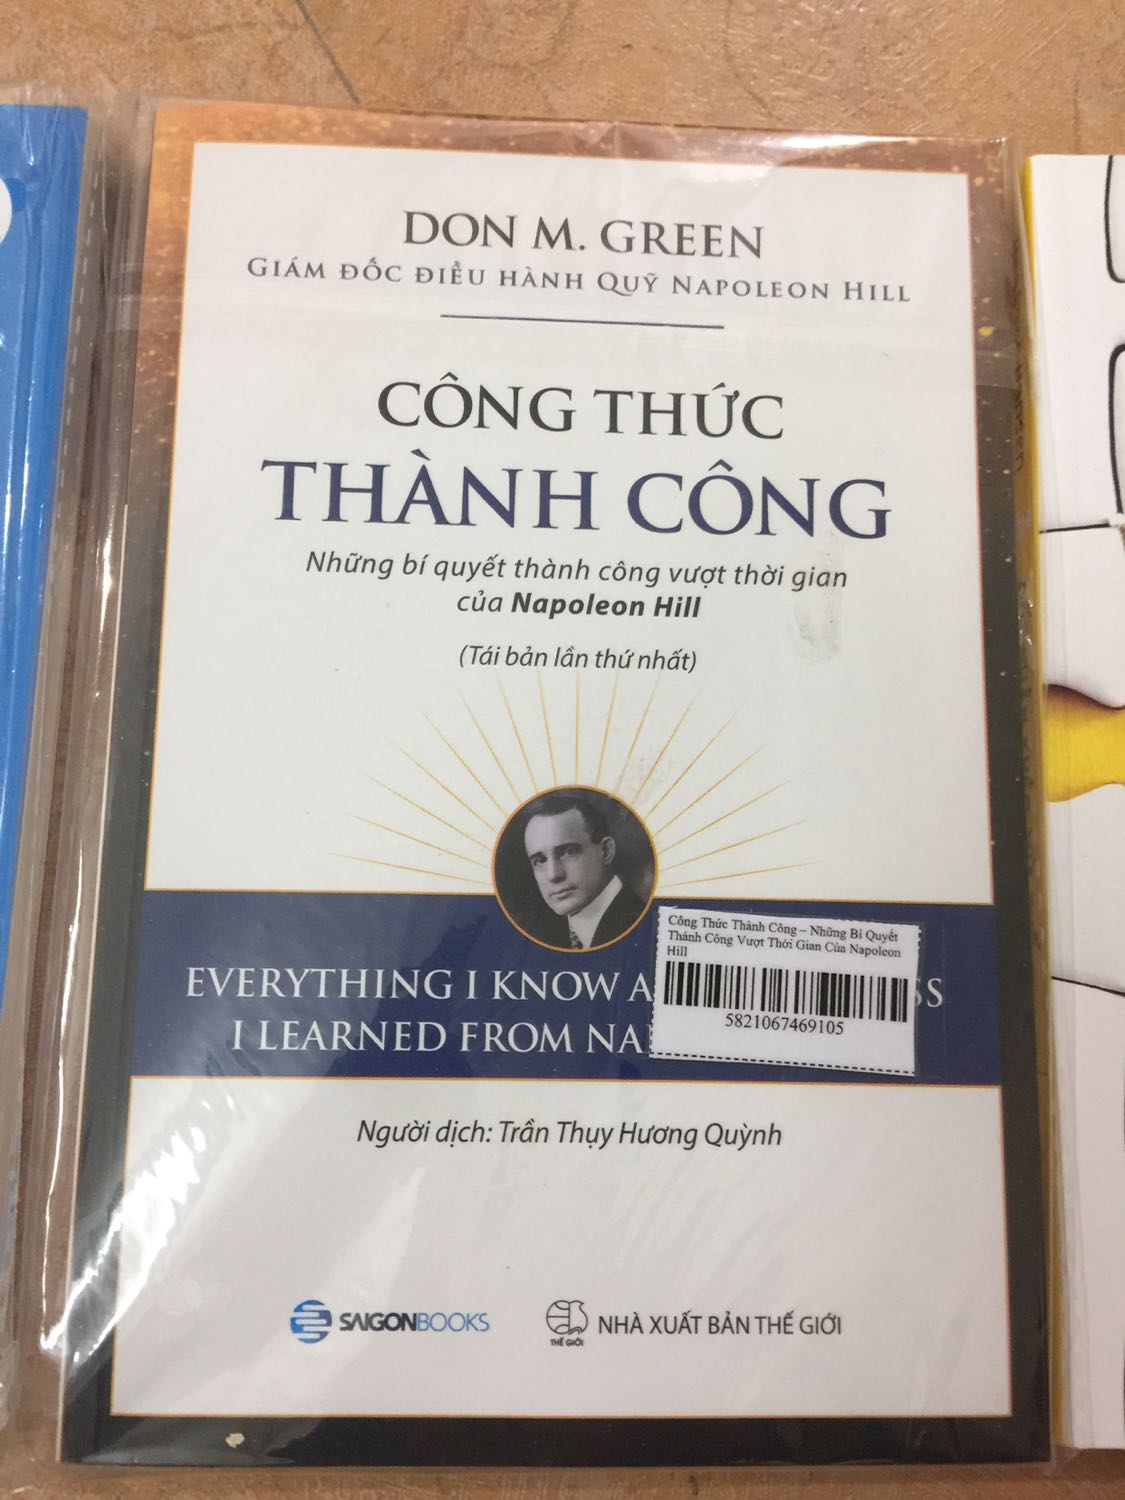 DON M. GREEN
GIÁM ĐỐC ĐIỀU HÀNH QUỸ NAPOLEON HILL
CÔNG THỨC
THÀNH CÔNG
Những bí quyết thành công vượt thời gian
của Napoleon Hill
(Tái bản lần thứ nhất)
Công Thức Thành Công – Những Bí Quyết
Thành Công Vượt Thời Gian Của Napoleon
Hill
5821067469105
EVERYTHING I KNOW A SS
I LEARNED FROM NA
Người dịch: Trần Thụy Hương Quỳnh
SAIGONBOOKS
THẾ GIỚI
NHÀ XUẤT BẢN THẾ GIỚI